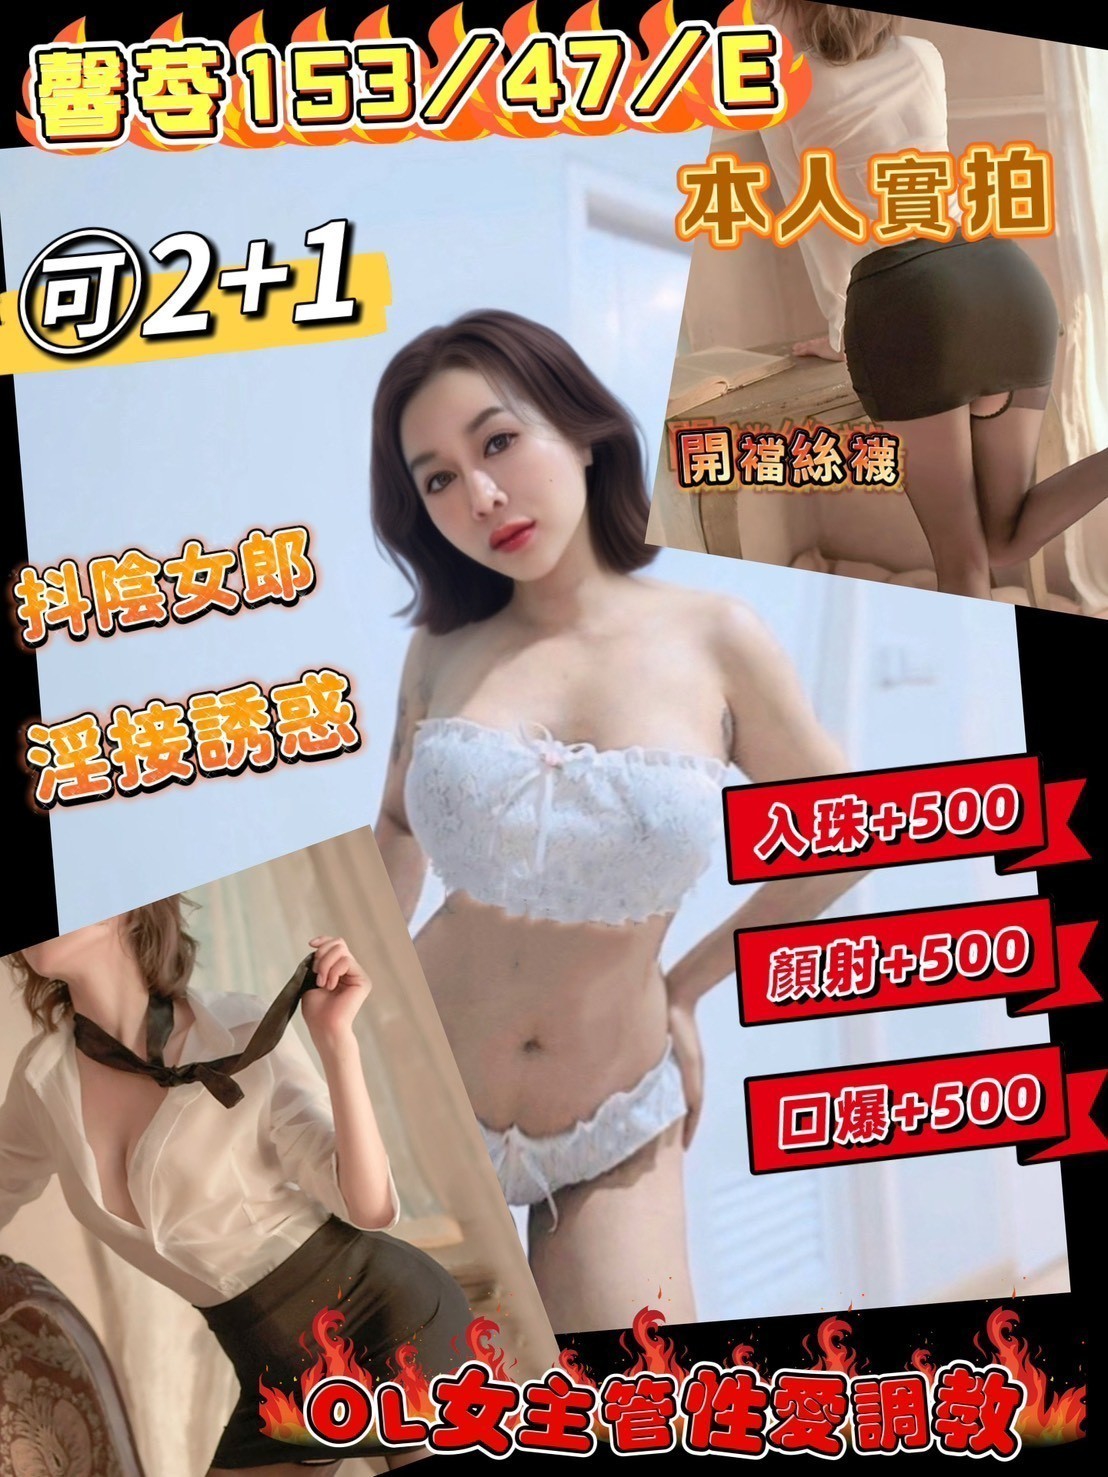 馨苓153/47/E
本人實拍
可2+1
開襠絲襪
抖陰女郎
淫接誘惑
入珠+500
顏射+500
口爆+500
OL女主管性愛調教